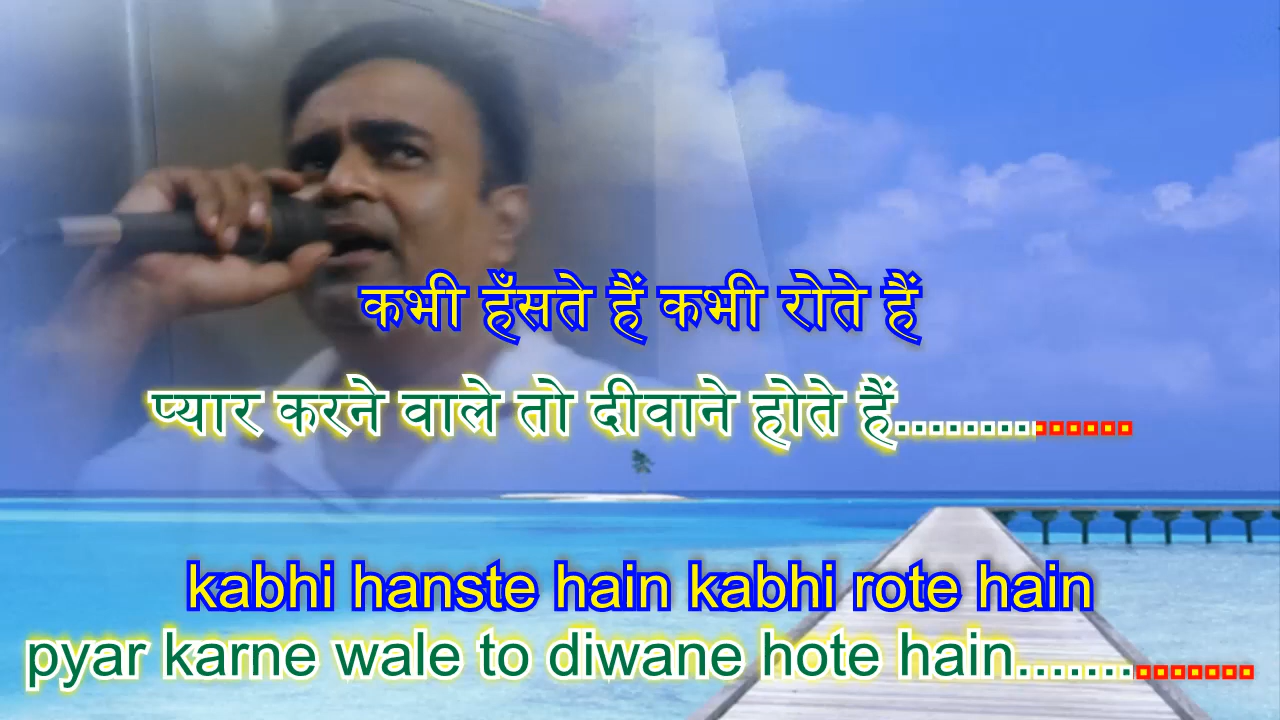 कभी हँसते हैं कभी रोते हैं
प्यार करने वाले तो दीवाने होते हैं...............
kabhi hanste hain kabhi rote hain
pyar karne wale to diwane hote hain..............